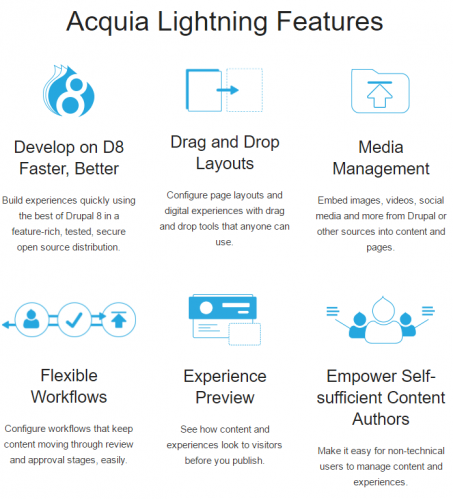 Acquia Lightning Features
Develop on D8
Faster, Better
Build experiences quickly using
the best of Drupal 8 in a
feature-rich, tested, secure
open source distribution.
Drag and Drop
Layouts
Configure page layouts and
digital experiences with drag
and drop tools that anyone can
use.
Media
Management
Embed images, videos, social
media and more from Drupal or
other sources into content and
pages.
Flexible
Workflows
Configure workflows that keep
content moving through review
and approval stages, easily.
Experience
Preview
See how content and
experiences look to visitors
before you publish.
Empower Self-
sufficient Content
Authors
Make it easy for non-technical
users to manage content and
experiences.